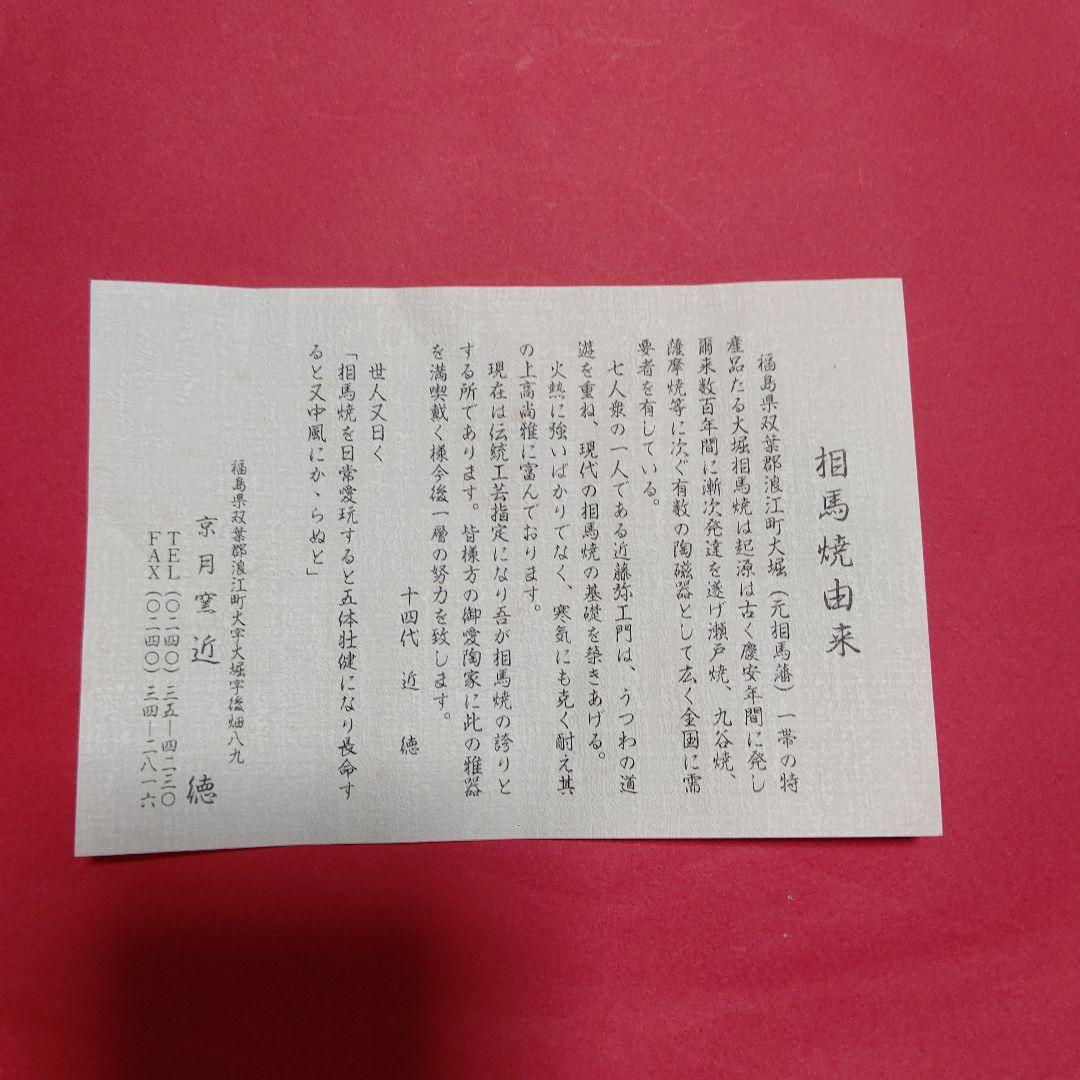 相馬焼由来
福島県双葉郡浪江町大堀（元相馬藩）一帯の特
産品たる大堀相馬焼は起源は古く慶安年間に発し
爾来数百年間に漸次発達を遂げ瀬戸焼、九谷焼、
薩摩焼等に次ぐ有数の陶磁器として広く全国に需
要者を有している。
七人衆の一人である近藤弥工門は、うつわの道
遊を重ね、現代の相馬焼の基礎を築きあげる。
火熱に強いばかりでなく、寒気にも克く耐え其
の上高尚雅に富んでおります。
現在は伝統工芸指定になり吾が相馬焼の誇りと
する所であります。皆様方の御愛陶家に此の雅器
を満喫戴く様今後一層の努力を致します。
十四代 近 徳
世人又曰く
「相馬焼を日常愛玩すると五体壮健になり長命す
ると又中風にかゝらぬと」
福島県双葉郡浪江町大字大堀字後畑八九
京月窯 近 徳
TEL（〇二四〇）三五―四二三〇
FAX（〇二四〇）三四―二八一六